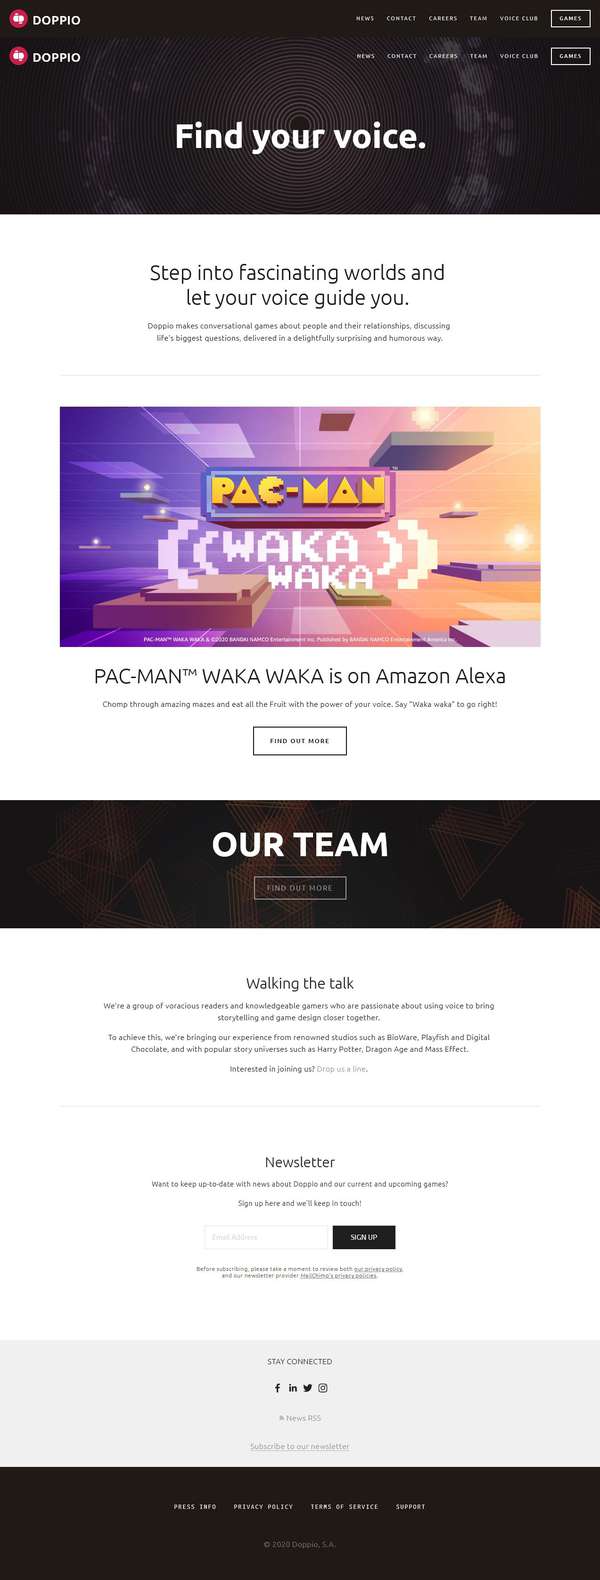 DOPPIO
NEWS CONTACT CAREERS TEAM VOICE CLUB GAMES
DOPPIO
NEWS CONTACT CAREERS TEAM VOICE CLUB GAMES
Find your voice.
Step into fascinating worlds and
let your voice guide you.
Doppio makes conversational games about people and their relationships, discussing
life's biggest questions, delivered in a delightfully surprising and humorous way.
PAC-MAN TM
WAKA
WAKA
PAC-MAN™ WAKA WAKA & ©2020 BANDAI NAMCO Entertainment Inc. Published by BANDAI NAMCO Entertainment America Inc.
PAC-MAN™ WAKA WAKA is on Amazon Alexa
Chomp through amazing mazes and eat all the Fruit with the power of your voice. Say "Waka waka" to go right!
FIND OUT MORE
OUR TEAM
FIND OUT MORE
Walking the talk
We're a group of voracious readers and knowledgeable gamers who are passionate about using voice to bring
storytelling and game design closer together.
To achieve this, we're bringing our experience from renowned studios such as BioWare, Playfish and Digital
Chocolate, and with popular story universes such as Harry Potter, Dragon Age and Mass Effect.
Interested in joining us? Drop us a line.
Newsletter
Want to keep up-to-date with news about Doppio and our current and upcoming games?
Sign up here and we'll keep in touch!
Email Address SIGN UP
Before subscribing, please take a moment to review both our privacy policy,
and our newsletter provider MailChimp's privacy policies.
STAY CONNECTED
News RSS
Subscribe to our newsletter
PRESS INFO PRIVACY POLICY TERMS OF SERVICE SUPPORT
© 2020 Doppio, S.A.